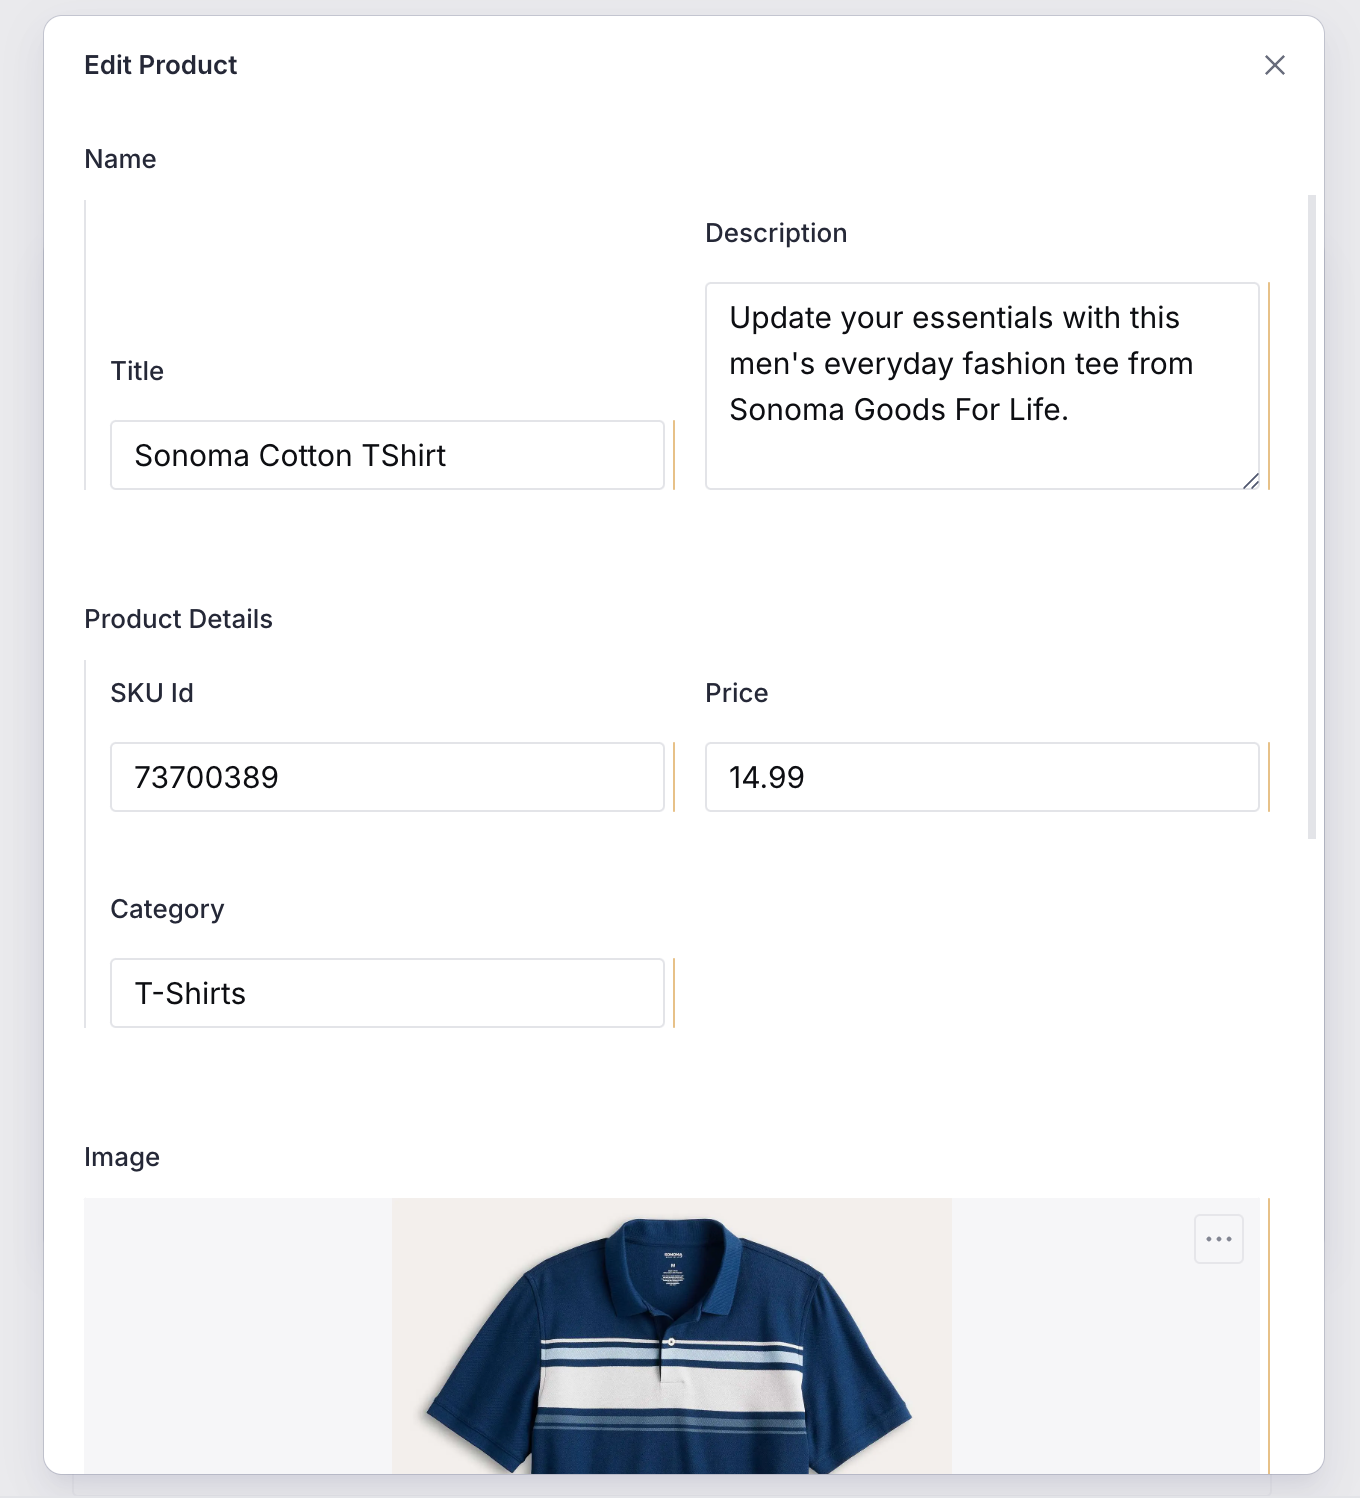 Edit Product
Name
Title
Sonoma Cotton TShirt
Description
Update your essentials with this
men's everyday fashion tee from
Sonoma Goods For Life.
Product Details
SKU Id
73700389
Price
14.99
Category
T-Shirts
Image
SONOMA
M